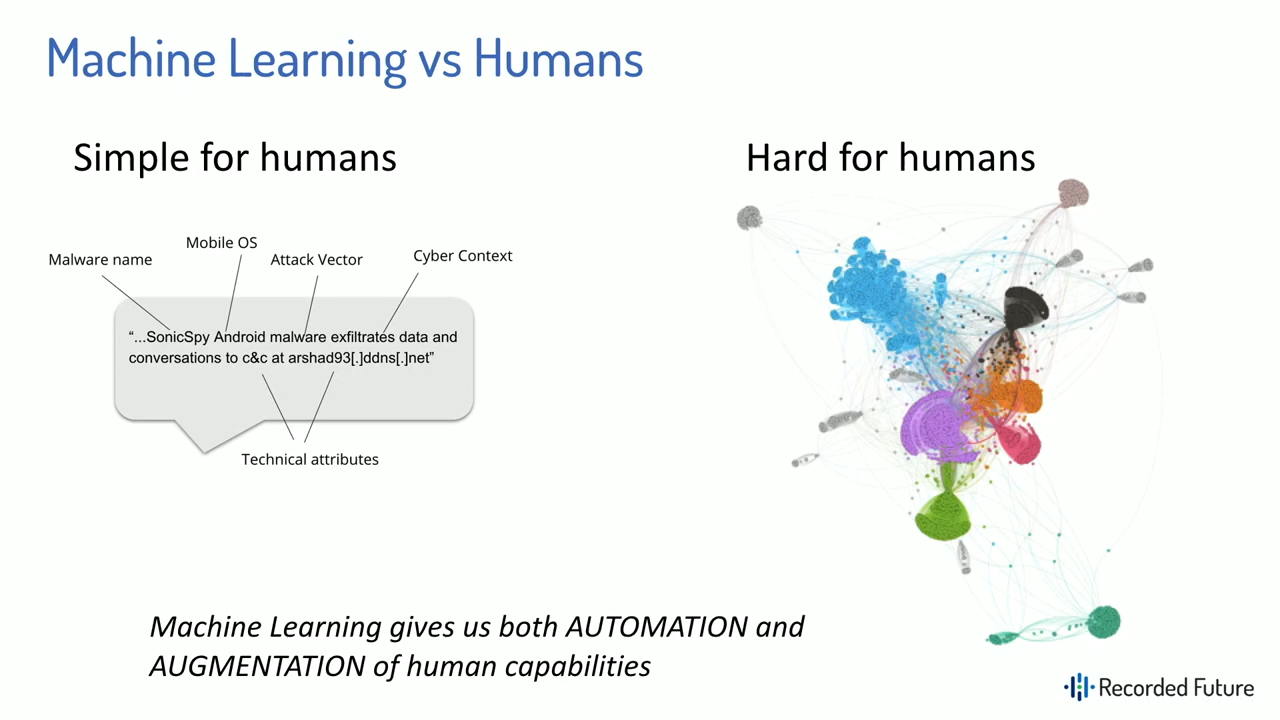 Machine Learning vs Humans
Simple for humans
Hard for humans
Mobile OS
Malware name
Attack Vector
Cyber Context
“...SonicSpy Android malware exfiltrates data and
conversations to c&c at arshad93[.]ddns[.]net”
Technical attributes
Machine Learning gives us both AUTOMATION and
AUGMENTATION of human capabilities
Recorded Future